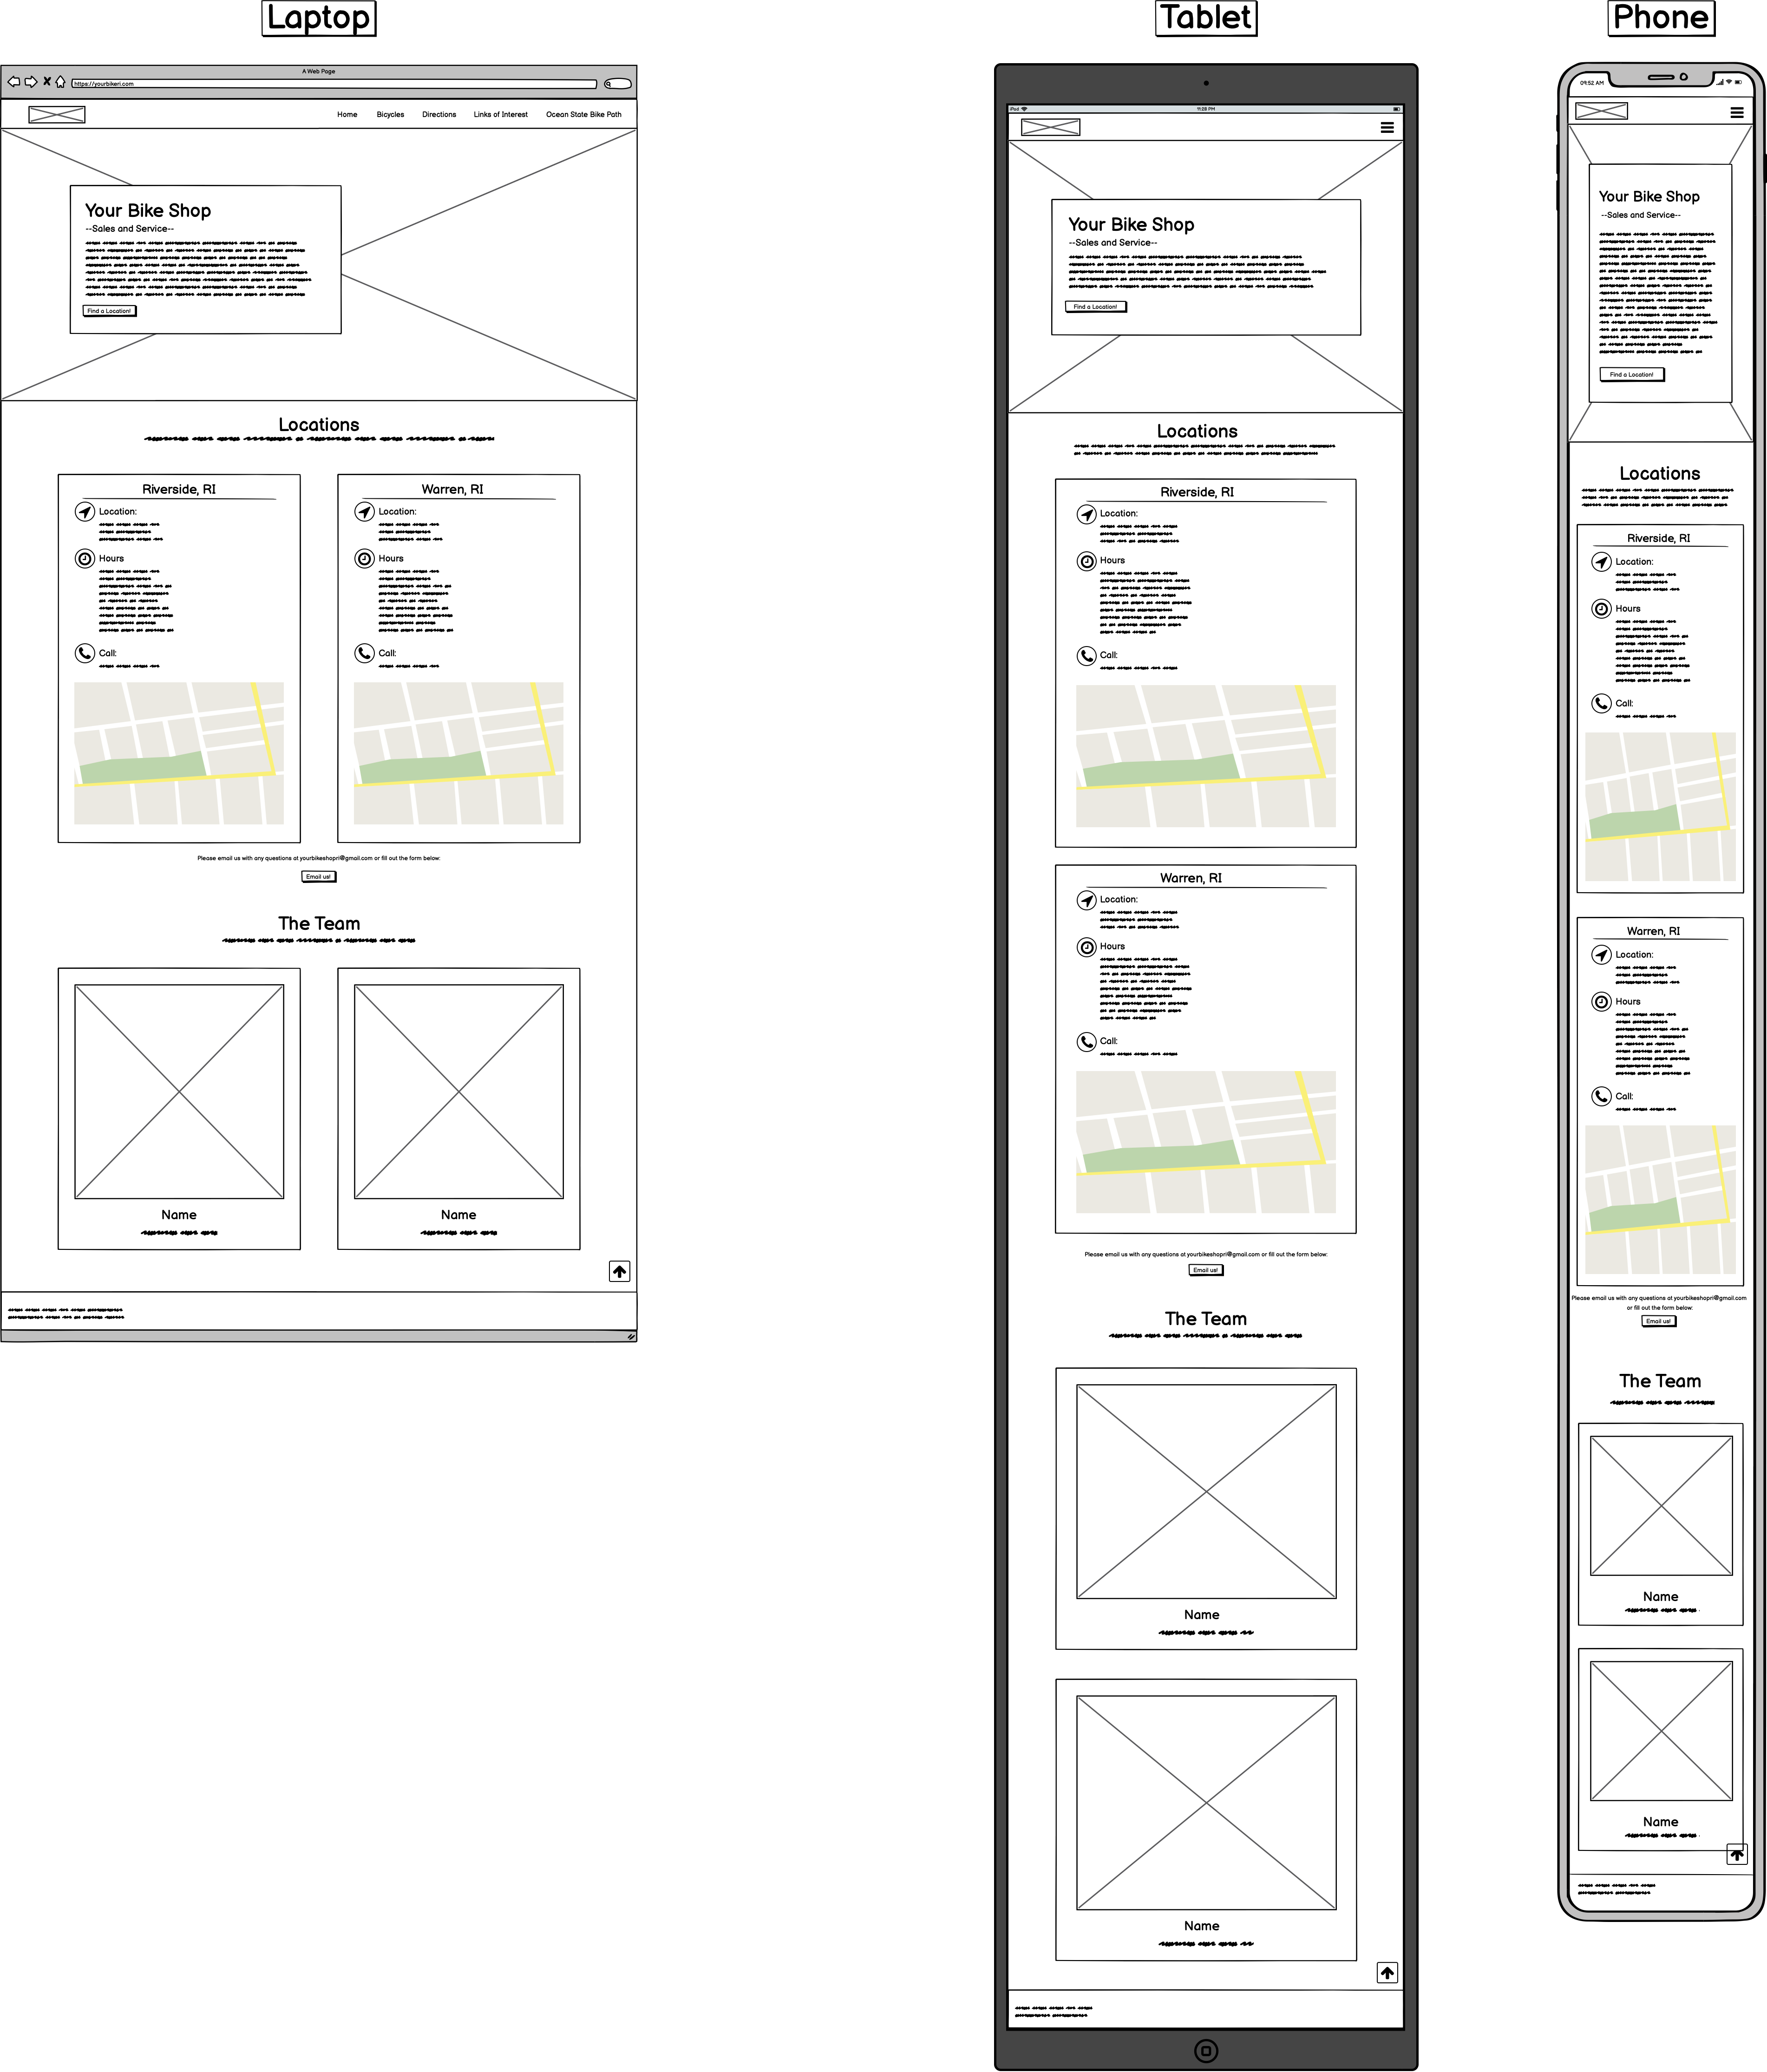 Laptop
A Web Page
https://yourbikeri.com
Home Bicycles Directions Links of Interest Ocean State Bike Path
Your Bike Shop
--Sales and Service--
Find a Location!
Locations
Riverside, RI
Location:
Hours
Call:
Warren, RI
Location:
Hours
Call:
Please email us with any questions at yourbikeshopri@gmail.com or fill out the form below:
Email us!
The Team
Name
Name
Tablet
iPad
11:25 PM
Your Bike Shop
--Sales and Service--
Find a Location!
Locations
Riverside, RI
Location:
Hours
Call:
Warren, RI
Location:
Hours
Call:
Please email us with any questions at yourbikeshopri@gmail.com or fill out the form below:
Email us!
The Team
Name
Name
Phone
09:52 AM
Your Bike Shop
--Sales and Service--
Find a Location!
Locations
Riverside, RI
Location:
Hours
Call:
Warren, RI
Location:
Hours
Call:
Please email us with any questions at yourbikeshopri@gmail.com
or fill out the form below:
Email us!
The Team
Name
Name